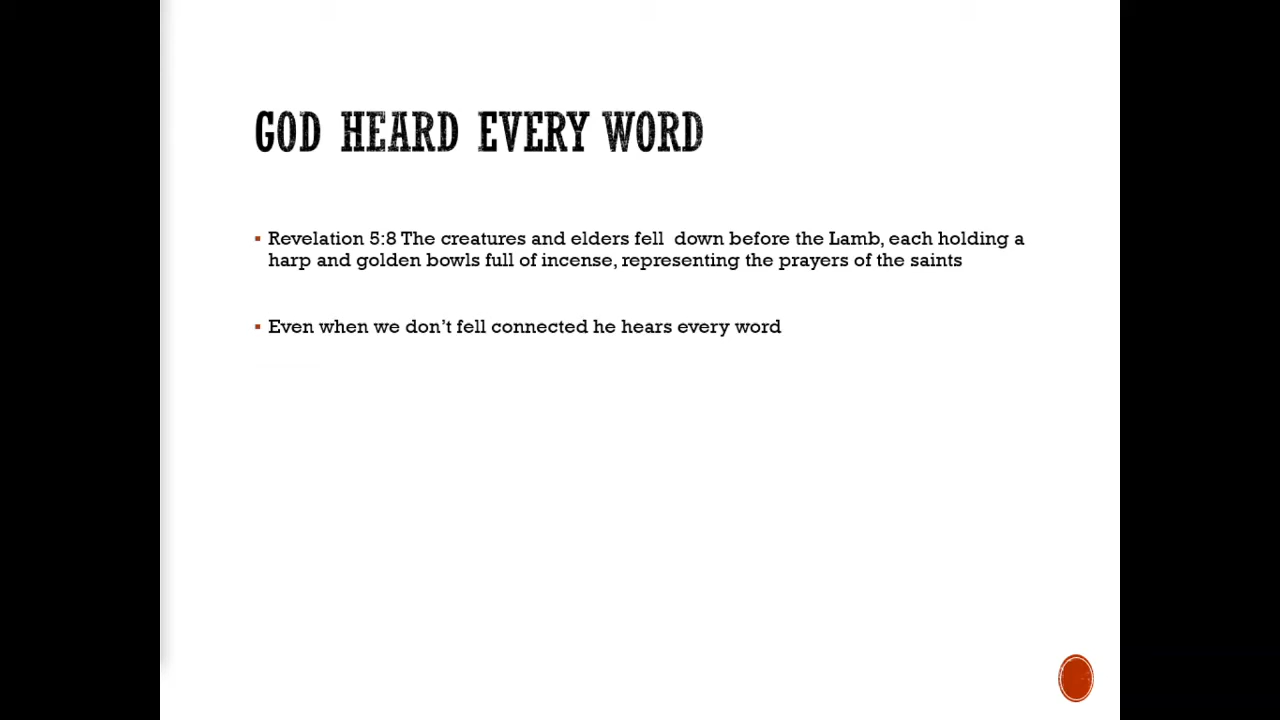 GOD HEARD EVERY WORD
▪ Revelation 5:8 The creatures and elders fell  down before the Lamb, each holding a
harp and golden bowls full of incense, representing the prayers of the saints
▪ Even when we don’t fell connected he hears every word